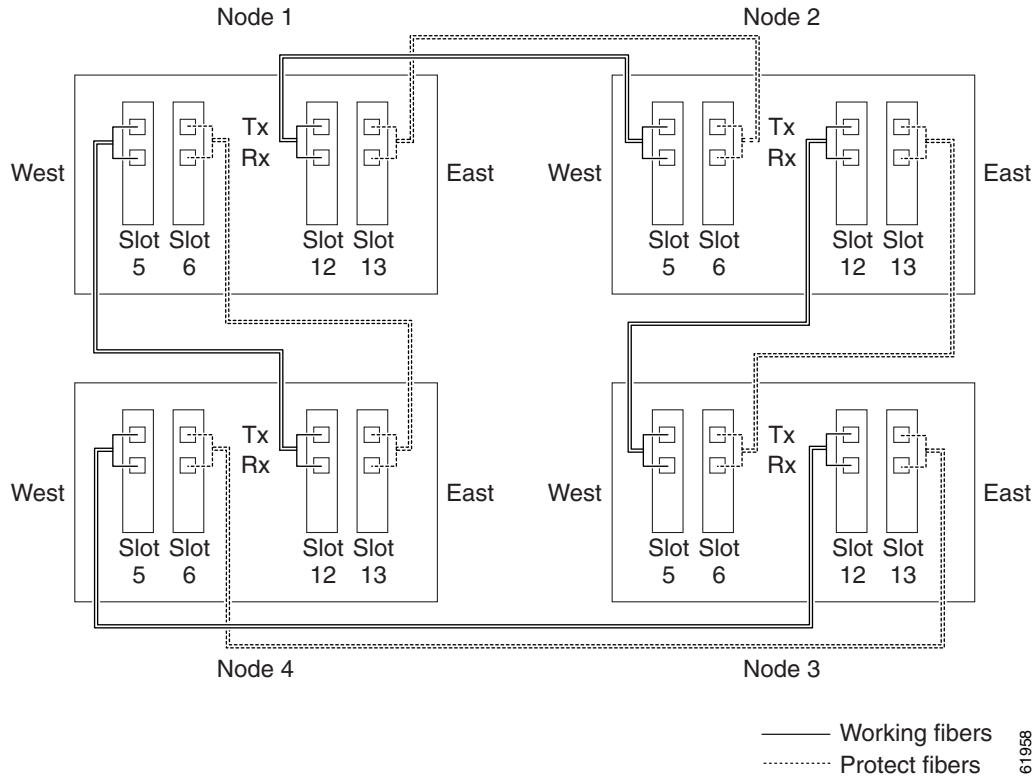 Node 1
Node 2
West
Tx
Rx
East
Slot Slot
5 6
Slot Slot
12 13
West
Tx
Rx
East
Slot Slot
5 6
Slot Slot
12 13
West
Tx
Rx
East
Slot Slot
5 6
Slot Slot
12 13
West
Tx
Rx
East
Slot Slot
5 6
Slot Slot
12 13
Node 4
Node 3
Working fibers
Protect fibers
61958